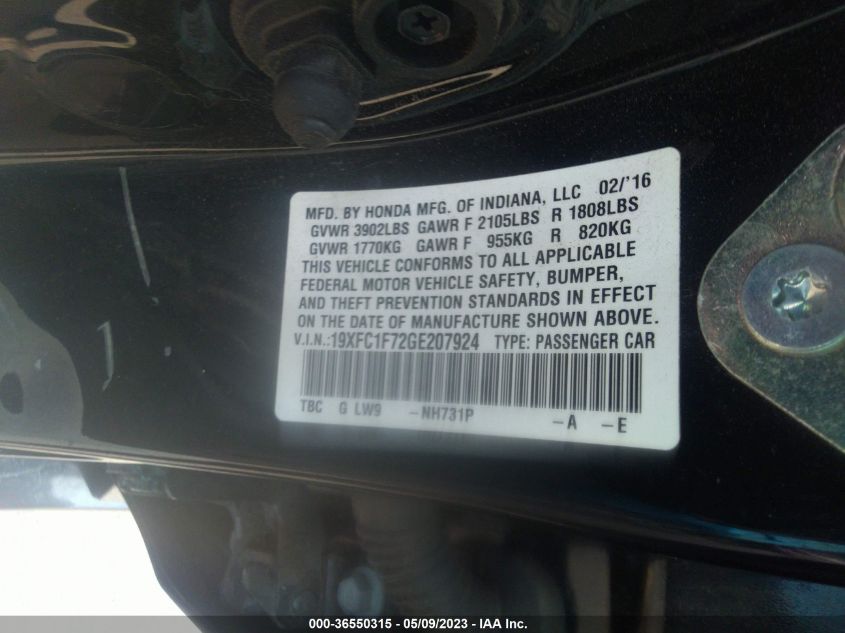 MFD. BY HONDA MFG. OF INDIANA, LLC 02/'16
GVWR 3902LBS GAWR F 2105LBS R 1808LBS
GVWR 1770KG GAWR F 955KG R 820KG
THIS VEHICLE CONFORMS TO ALL APPLICABLE
FEDERAL MOTOR VEHICLE SAFETY, BUMPER,
AND THEFT PREVENTION STANDARDS IN EFFECT
ON THE DATE OF MANUFACTURE SHOWN ABOVE.
V.I.N.:19XFC1F72GE207924 TYPE: PASSENGER CAR
TBC G LW9 -NH731P -A -E
000-36550315 - 05/09/2023 - IAA Inc.